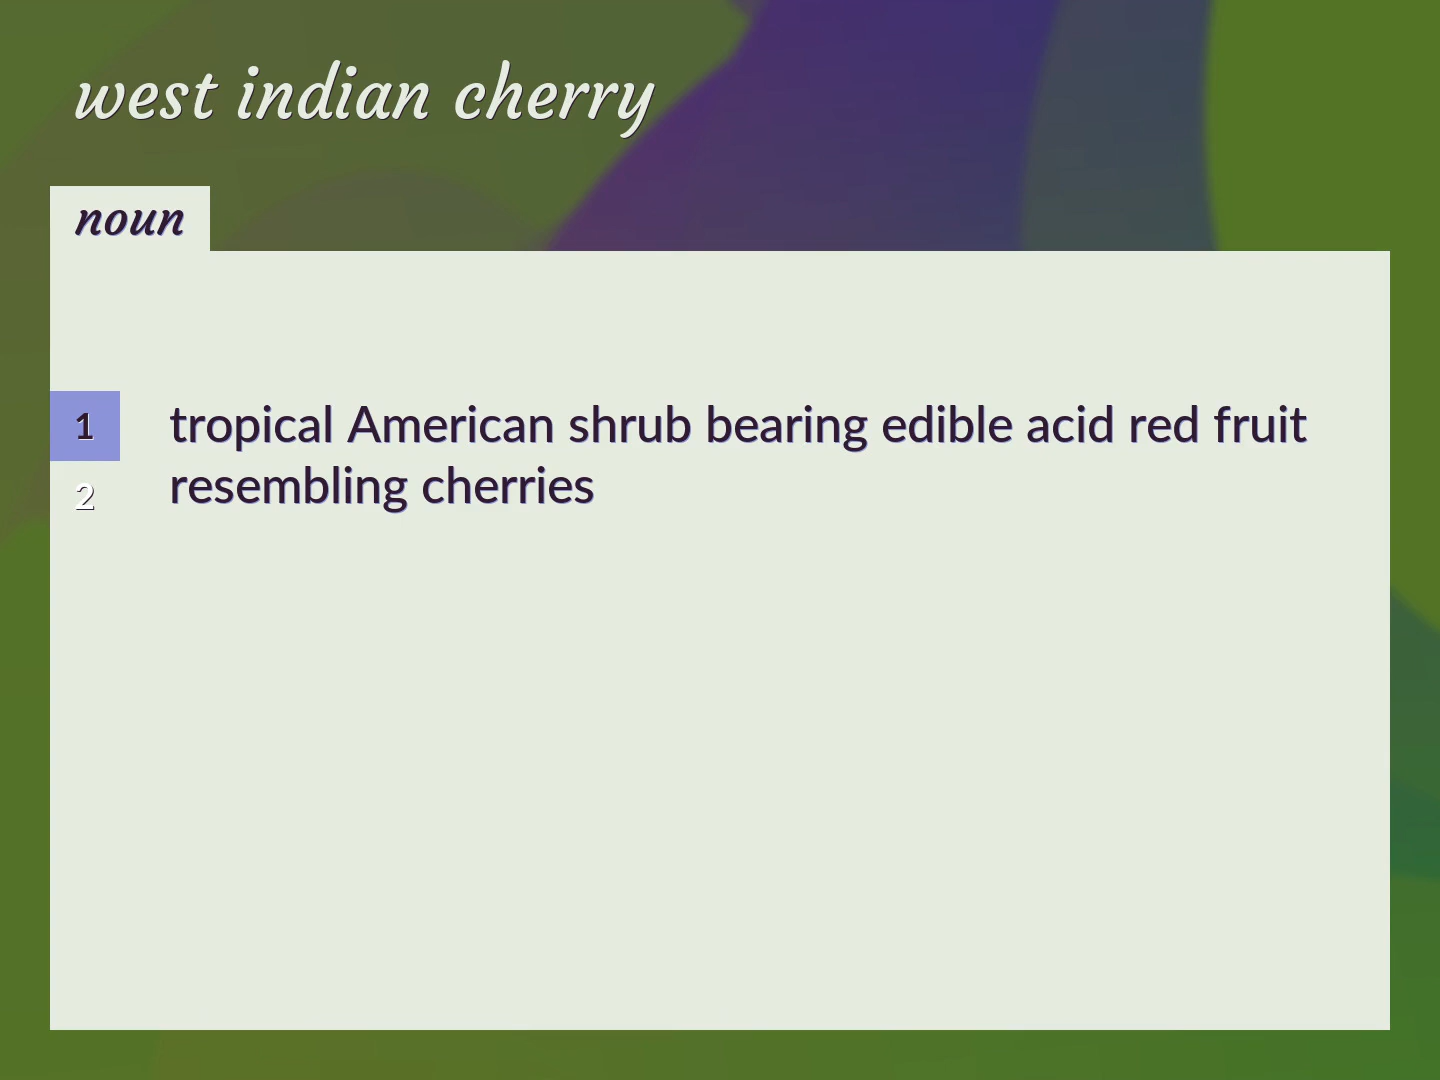 west indian cherry
noun
1 tropical American shrub bearing edible acid red fruit
2 resembling cherries